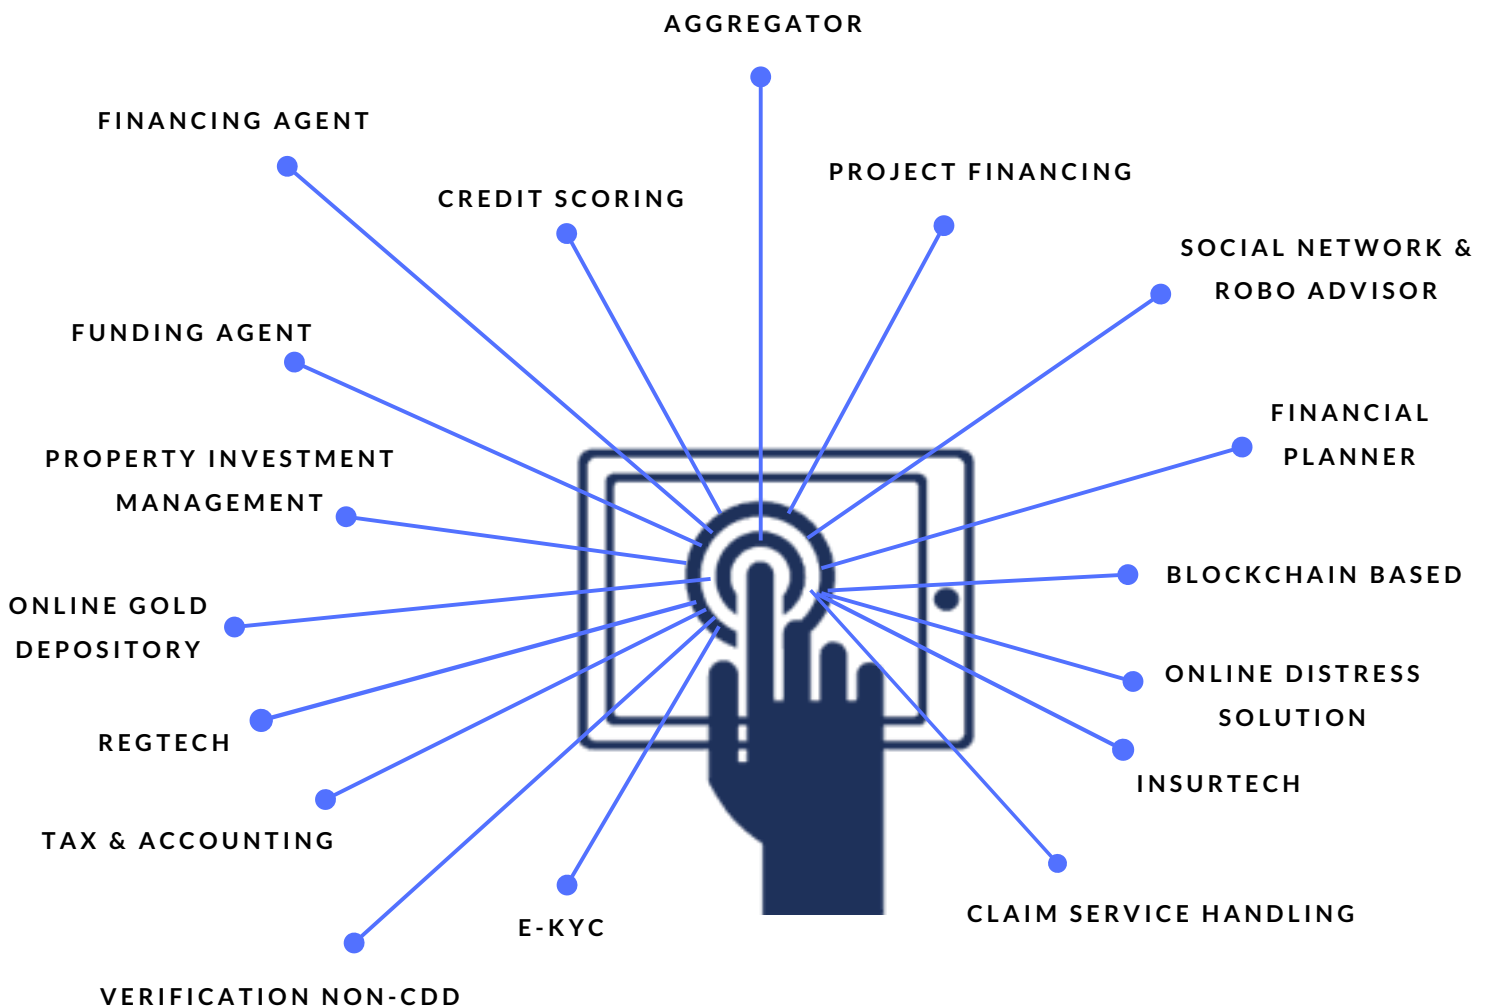 AGGREGATOR
FINANCING AGENT
PROJECT FINANCING
CREDIT SCORING
SOCIAL NETWORK &
ROBO ADVISOR
FUNDING AGENT
FINANCIAL
PLANNER
PROPERTY INVESTMENT
MANAGEMENT
BLOCKCHAIN BASED
ONLINE GOLD
DEPOSITORY
ONLINE DISTRESS
SOLUTION
REGTECH
INSURTECH
TAX & ACCOUNTING
CLAIM SERVICE HANDLING
E-KYC
VERIFICATION NON-CDD